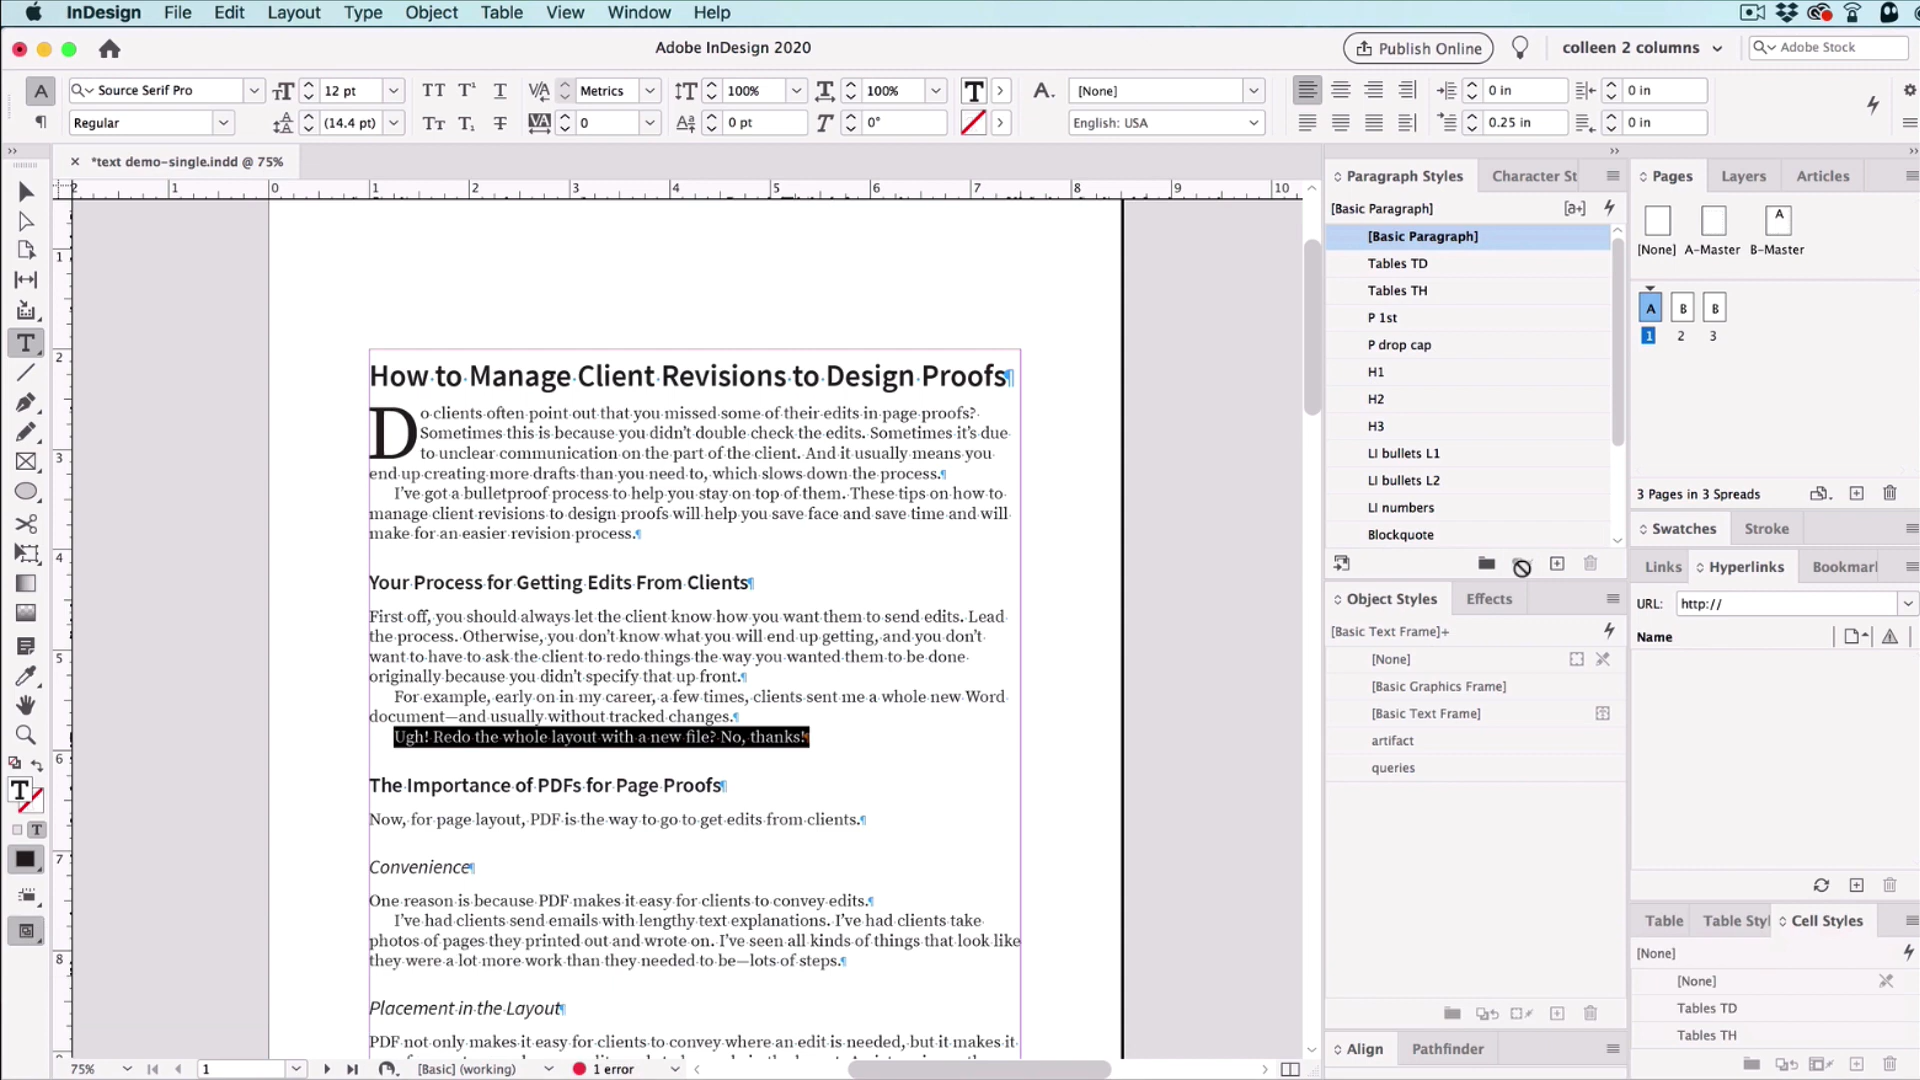 InDesign File Edit Layout Type Object Table View Window Help
Adobe InDesign 2020
Publish Online
colleen 2 columns
Adobe Stock
Source Serif Pro
12 pt
Metrics
100%
100%
[None]
0 in
0 in
Regular
(14.4 pt)
0
0 pt
0°
English: USA
0.25 in
0 in
*text demo-single.indd @ 75%
How to Manage Client Revisions to Design Proofs
Do clients often point out that you missed some of their edits in page proofs?
Sometimes this is because you didn't double check the edits. Sometimes it's due
to unclear communication on the part of the client. And it usually means you
end up creating more drafts than you need to, which slows down the process.
I've got a bulletproof process to help you stay on top of them. These tips on how to
manage client revisions to design proofs will help you save face and save time and will
make for an easier revision process.
Your Process for Getting Edits From Clients
First off, you should always let the client know how you want them to send edits. Lead
the process. Otherwise, you don't know what you will end up getting, and you don't
want to have to ask the client to redo things the way you wanted them to be done
originally because you didn't specify that up front.
For example, early on in my career, a few times, clients sent me a whole new Word
document—and usually without tracked changes.
Ugh! Redo the whole layout with a new file? No, thanks!
The Importance of PDFs for Page Proofs
Now, for page layout, PDF is the way to go to get edits from clients.
Convenience
One reason is because PDF makes it easy for clients to convey edits.
I've had clients send emails with lengthy text explanations. I've had clients take
photos of pages they printed out and wrote on. I've seen all kinds of things that look like
they were a lot more work than they needed to be—lots of steps.
Placement in the Layout
PDF not only makes it easy for clients to convey where an edit is needed, but it makes it
75%
1
[Basic] (working)
1 error
Paragraph Styles
Character St
[Basic Paragraph]
[Basic Paragraph]
Tables TD
Tables TH
P 1st
P drop cap
H1
H2
H3
LI bullets L1
LI bullets L2
LI numbers
Blockquote
Object Styles
Effects
[Basic Text Frame]+
[None]
[Basic Graphics Frame]
[Basic Text Frame]
artifact
queries
Align
Pathfinder
Pages
Layers
Articles
A
[None] A-Master B-Master
A B B
1 2 3
3 Pages in 3 Spreads
Swatches
Stroke
Links
Hyperlinks
Bookmar
URL: http://
Name
Table
Table Styl
Cell Styles
[None]
[None]
Tables TD
Tables TH